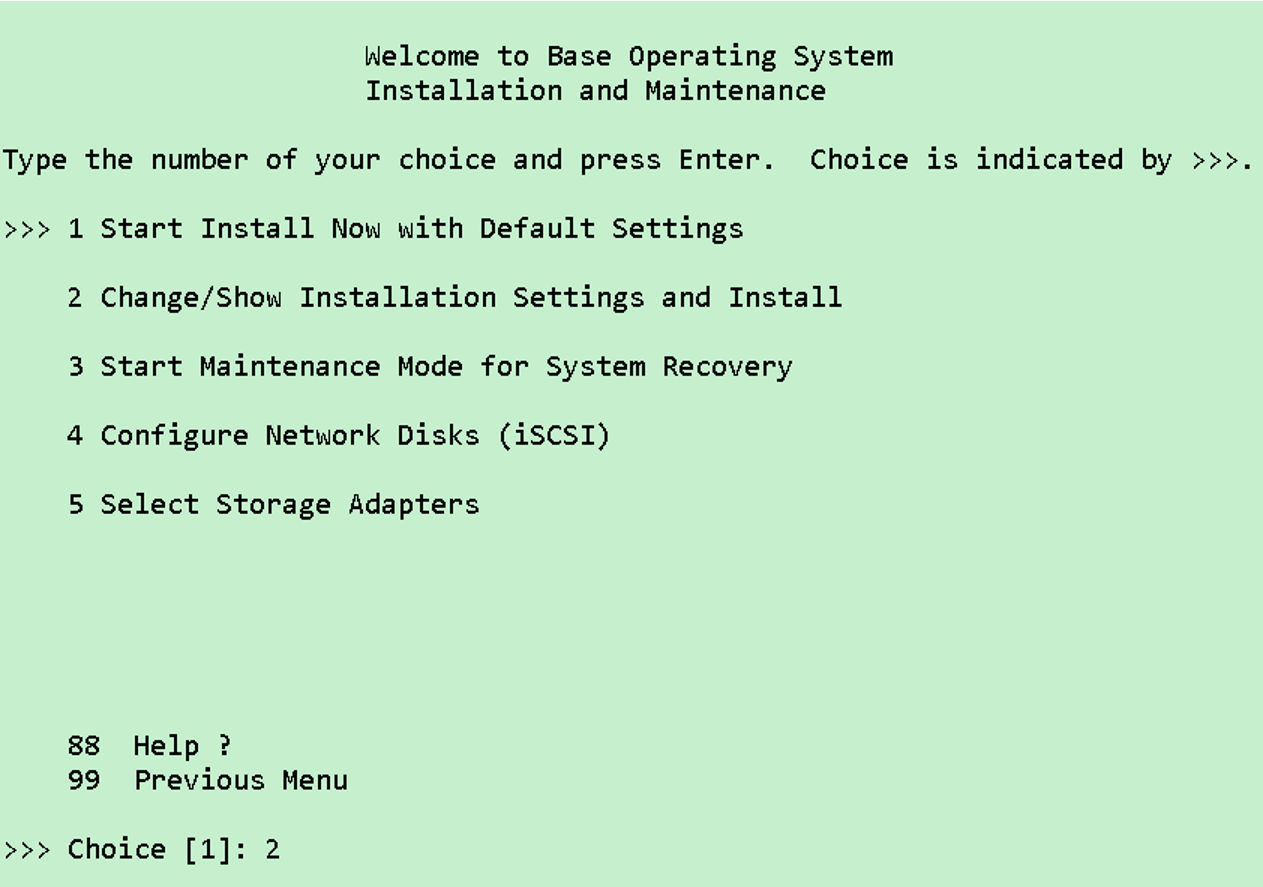 Welcome to Base Operating System
Installation and Maintenance
Type the number of your choice and press Enter.  Choice is indicated by >>>.
>>> 1 Start Install Now with Default Settings
2 Change/Show Installation Settings and Install
3 Start Maintenance Mode for System Recovery
4 Configure Network Disks (iSCSI)
5 Select Storage Adapters
88  Help ?
99  Previous Menu
>>> Choice [1]: 2